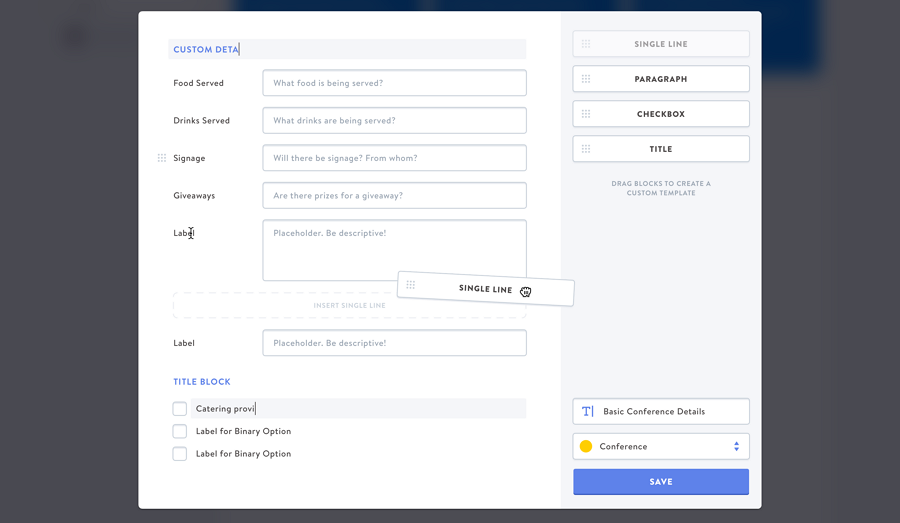 CUSTOM DETA
Food Served
What food is being served?
Drinks Served
What drinks are being served?
Signage
Will there be signage? From whom?
Giveaways
Are there prizes for a giveaway?
Label
Placeholder. Be descriptive!
INSERT SINGLE LINE
Label
Placeholder. Be descriptive!
TITLE BLOCK
Catering provi
Label for Binary Option
Label for Binary Option
SINGLE LINE
SINGLE LINE
PARAGRAPH
CHECKBOX
TITLE
DRAG BLOCKS TO CREATE A
CUSTOM TEMPLATE
T Basic Conference Details
Conference
SAVE